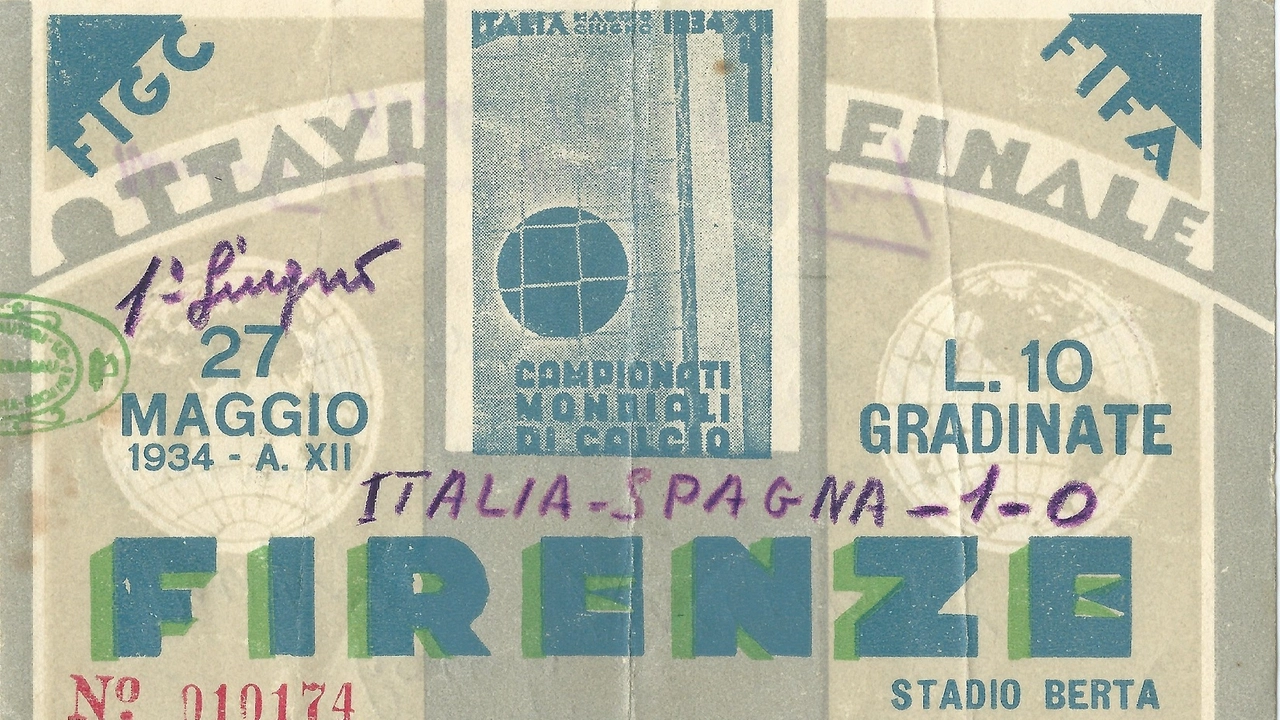 FIGC
FIFA
ITALIA 1934 XII
OTTAVI FINALE
1º Giugno
27
MAGGIO
1934 - A. XII
CAMPIONATI
MONDIALI
DI CALCIO
L. 10
GRADINATE
ITALIA-SPAGNA-1-0
FIRENZE
Nº 010174
STADIO BERTA